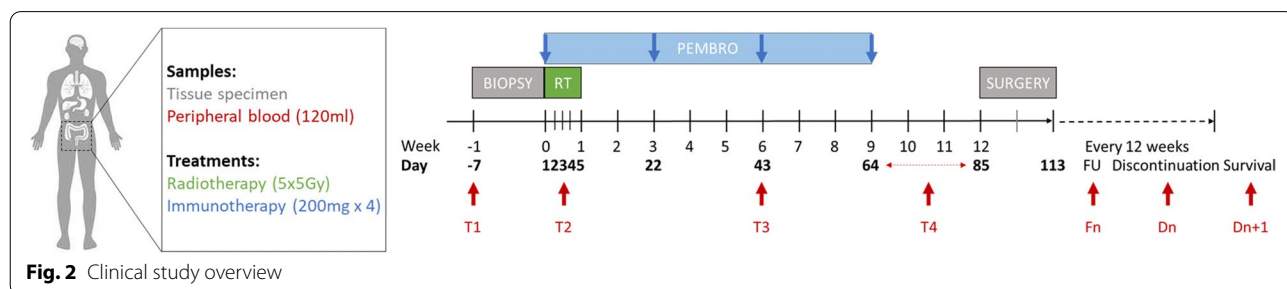 Samples:
Tissue specimen
Peripheral blood (120ml)
Treatments:
Radiotherapy (5x5Gy)
Immunotherapy (200mg x 4)
PEMBRO
BIOPSY RT SURGERY
Week -1 0 1 2 3 4 5 6 7 8 9 10 11 12 Every 12 weeks
Day -7 12345 22 43 64 85 113 FU Discontinuation Survival
T1 T2 T3 T4 Fn Dn Dn+1
Fig. 2 Clinical study overview